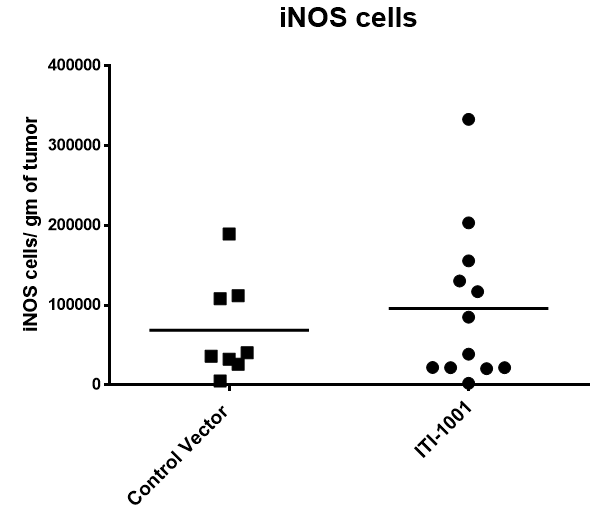 iNOS cells
iNOS cells/ gm of tumor
400000
300000
200000
100000
0
Control Vector
ITI-1001